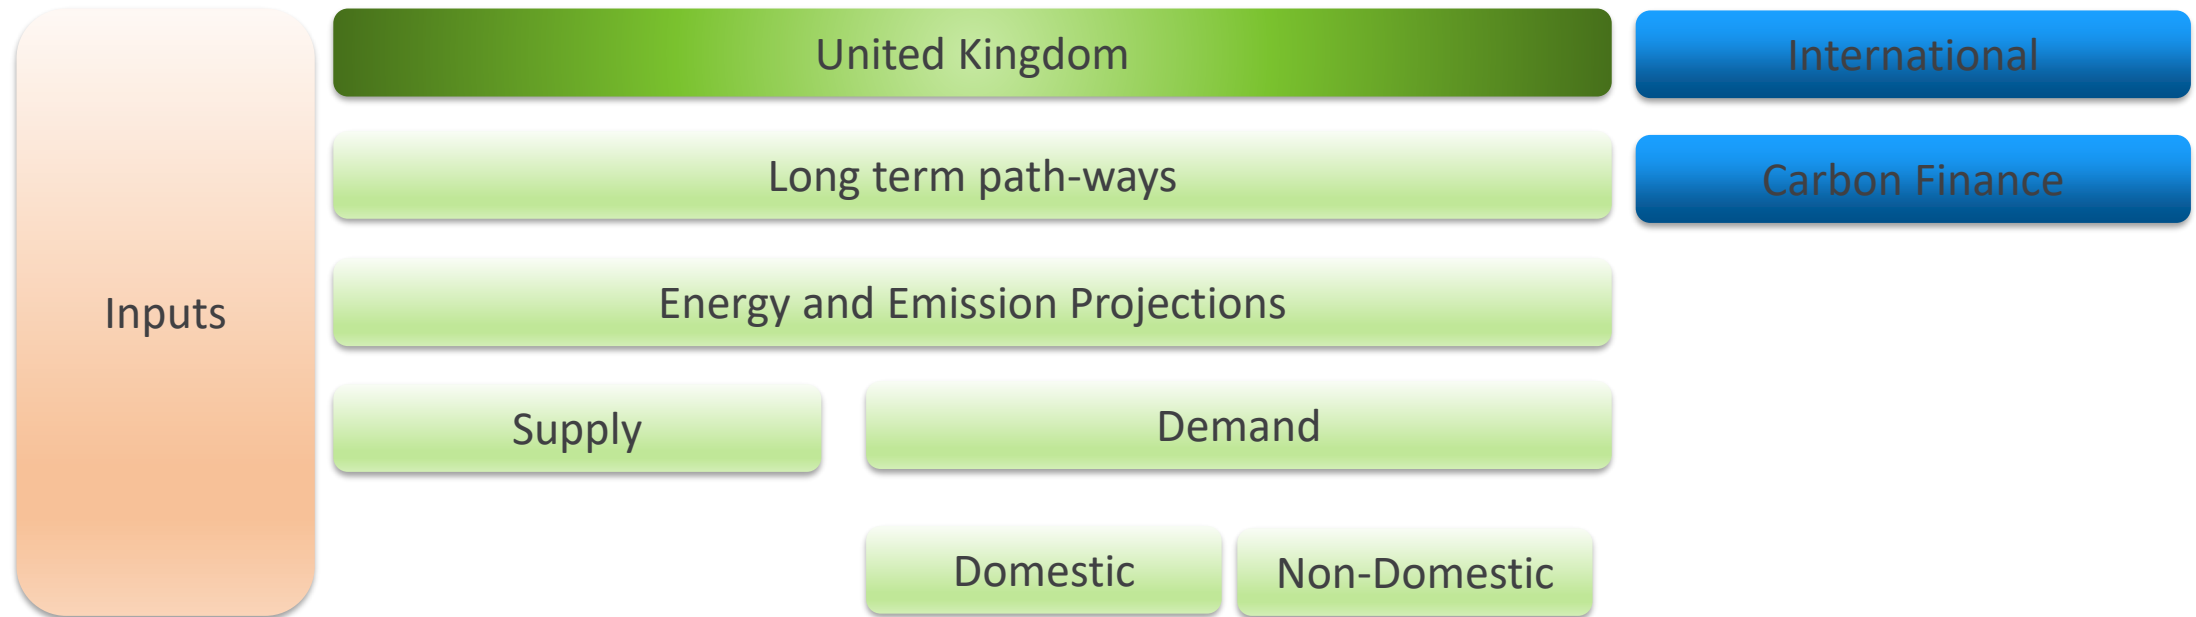 United Kingdom
International
Long term path-ways
Carbon Finance
Inputs
Energy and Emission Projections
Supply
Demand
Domestic
Non-Domestic